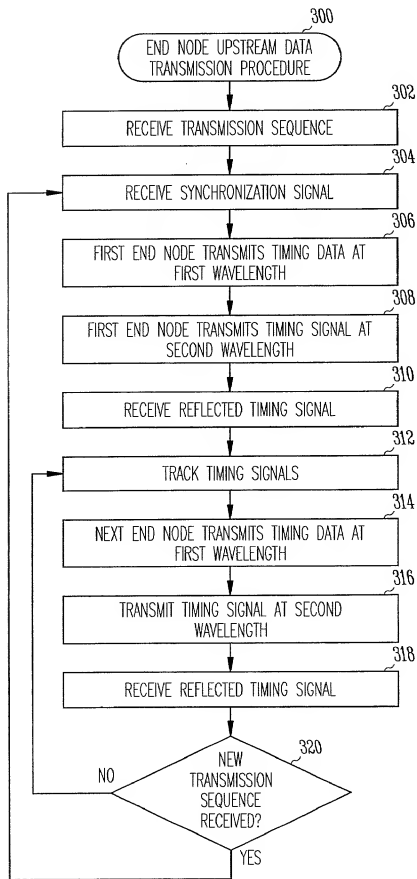 300
END NODE UPSTREAM DATA
TRANSMISSION PROCEDURE
302
RECEIVE TRANSMISSION SEQUENCE
304
RECEIVE SYNCHRONIZATION SIGNAL
306
FIRST END NODE TRANSMITS TIMING DATA AT
FIRST WAVELENGTH
308
FIRST END NODE TRANSMITS TIMING SIGNAL AT
SECOND WAVELENGTH
310
RECEIVE REFLECTED TIMING SIGNAL
312
TRACK TIMING SIGNALS
314
NEXT END NODE TRANSMITS TIMING DATA AT
FIRST WAVELENGTH
316
TRANSMIT TIMING SIGNAL AT SECOND
WAVELENGTH
318
RECEIVE REFLECTED TIMING SIGNAL
320
NEW
TRANSMISSION
SEQUENCE
RECEIVED?
NO
YES